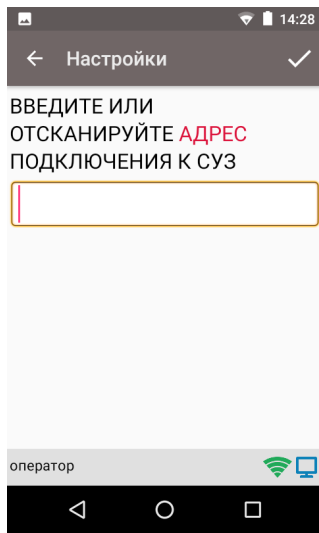 14:28
Настройки
ВВЕДИТЕ ИЛИ
ОТСКАНИРУЙТЕ АДРЕС
ПОДКЛЮЧЕНИЯ К СУЗ
оператор